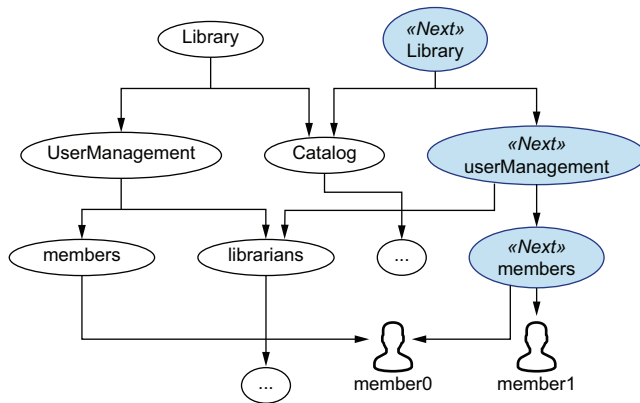 Library
«Next»
Library
UserManagement
Catalog
«Next»
userManagement
members
librarians
...
«Next»
members
...
member0
member1